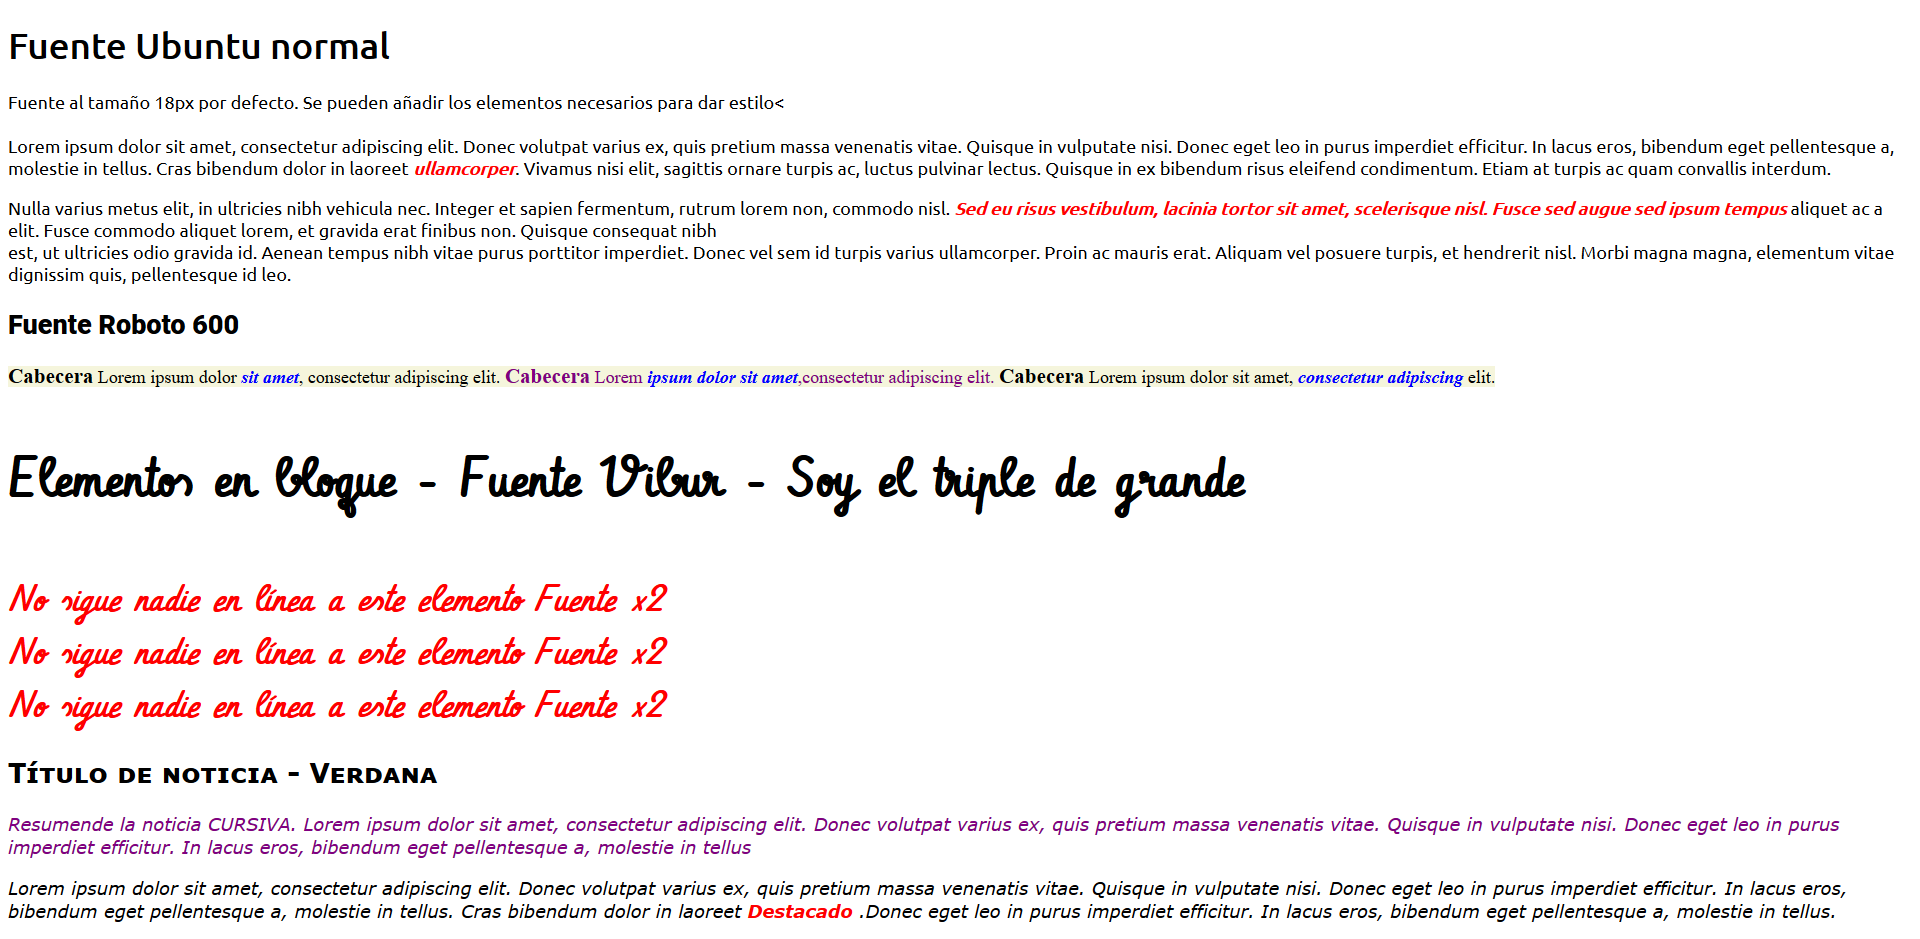 Fuente Ubuntu normal
Fuente al tamaño 18px por defecto. Se pueden añadir los elementos necesarios para dar estilo<
Lorem ipsum dolor sit amet, consectetur adipiscing elit. Donec volutpat varius ex, quis pretium massa venenatis vitae. Quisque in vulputate nisi. Donec eget leo in purus imperdiet efficitur. In lacus eros, bibendum eget pellentesque a,
molestie in tellus. Cras bibendum dolor in laoreet ullamcorper. Vivamus nisi elit, sagittis ornare turpis ac, luctus pulvinar lectus. Quisque in ex bibendum risus eleifend condimentum. Etiam at turpis ac quam convallis interdum.
Nulla varius metus elit, in ultricies nibh vehicula nec. Integer et sapien fermentum, rutrum lorem non, commodo nisl. Sed eu risus vestibulum, lacinia tortor sit amet, scelerisque nisl. Fusce sed augue sed ipsum tempus aliquet ac a
elit. Fusce commodo aliquet lorem, et gravida erat finibus non. Quisque consequat nibh
est, ut ultricies odio gravida id. Aenean tempus nibh vitae purus porttitor imperdiet. Donec vel sem id turpis varius ullamcorper. Proin ac mauris erat. Aliquam vel posuere turpis, et hendrerit nisl. Morbi magna magna, elementum vitae
dignissim quis, pellentesque id leo.
Fuente Roboto 600
Cabecera Lorem ipsum dolor sit amet, consectetur adipiscing elit. Cabecera Lorem ipsum dolor sit amet,consectetur adipiscing elit. Cabecera Lorem ipsum dolor sit amet, consectetur adipiscing elit.
Elementos en bloque - Fuente Vibur - Soy el triple de grande
No sigue nadie en línea a este elemento Fuente x2
No sigue nadie en línea a este elemento Fuente x2
No sigue nadie en línea a este elemento Fuente x2
Título de noticia - Verdana
Resumende la noticia CURSIVA. Lorem ipsum dolor sit amet, consectetur adipiscing elit. Donec volutpat varius ex, quis pretium massa venenatis vitae. Quisque in vulputate nisi. Donec eget leo in purus
imperdiet efficitur. In lacus eros, bibendum eget pellentesque a, molestie in tellus
Lorem ipsum dolor sit amet, consectetur adipiscing elit. Donec volutpat varius ex, quis pretium massa venenatis vitae. Quisque in vulputate nisi. Donec eget leo in purus imperdiet efficitur. In lacus eros,
bibendum eget pellentesque a, molestie in tellus. Cras bibendum dolor in laoreet Destacado .Donec eget leo in purus imperdiet efficitur. In lacus eros, bibendum eget pellentesque a, molestie in tellus.